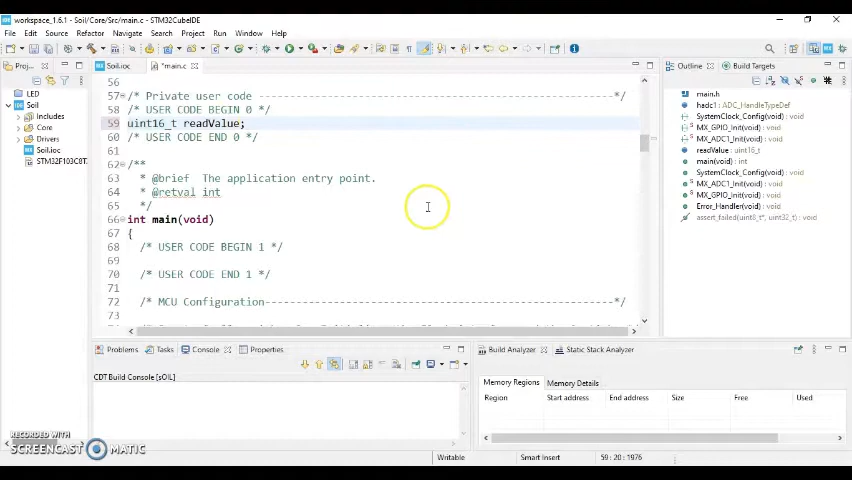 workspace_1.6.1 - Soil/Core/Src/main.c - STM32CubeIDE
File Edit Source Refactor Navigate Search Project Run Window Help
Proj...
Soil.ioc
*main.c
Outline
Build Targets
LED
Soil
Includes
Core
Drivers
Soil.ioc
STM32F103C8T
56
57 /* Private user code ---------------------------------------------------------*/
58 /* USER CODE BEGIN 0 */
59 uint16_t readValue;
60 /* USER CODE END 0 */
61
62 /**
63 * @brief The application entry point.
64 * @retval int
65 */
66 int main(void)
67 {
68 /* USER CODE BEGIN 1 */
69
70 /* USER CODE END 1 */
71
72 /* MCU Configuration--------------------------------------------------------*/
73
main.h
hadc1 : ADC_HandleTypeDef
SystemClock_Config(void)
MX_GPIO_Init(void)
MX_ADC1_Init(void)
readValue : uint16_t
main(void) : int
SystemClock_Config(void)
MX_ADC1_Init(void)
MX_GPIO_Init(void)
Error_Handler(void)
assert_failed(uint8_t*, uint32_t)
Problems
Tasks
Console
Properties
CDT Build Console [sOIL]
Build Analyzer
Static Stack Analyzer
Memory Regions
Memory Details
Region
Start address
End address
Size
Free
Used
Writable
Smart Insert
59 : 20 : 1976
RECORDED WITH
SCREENCAST MATIC